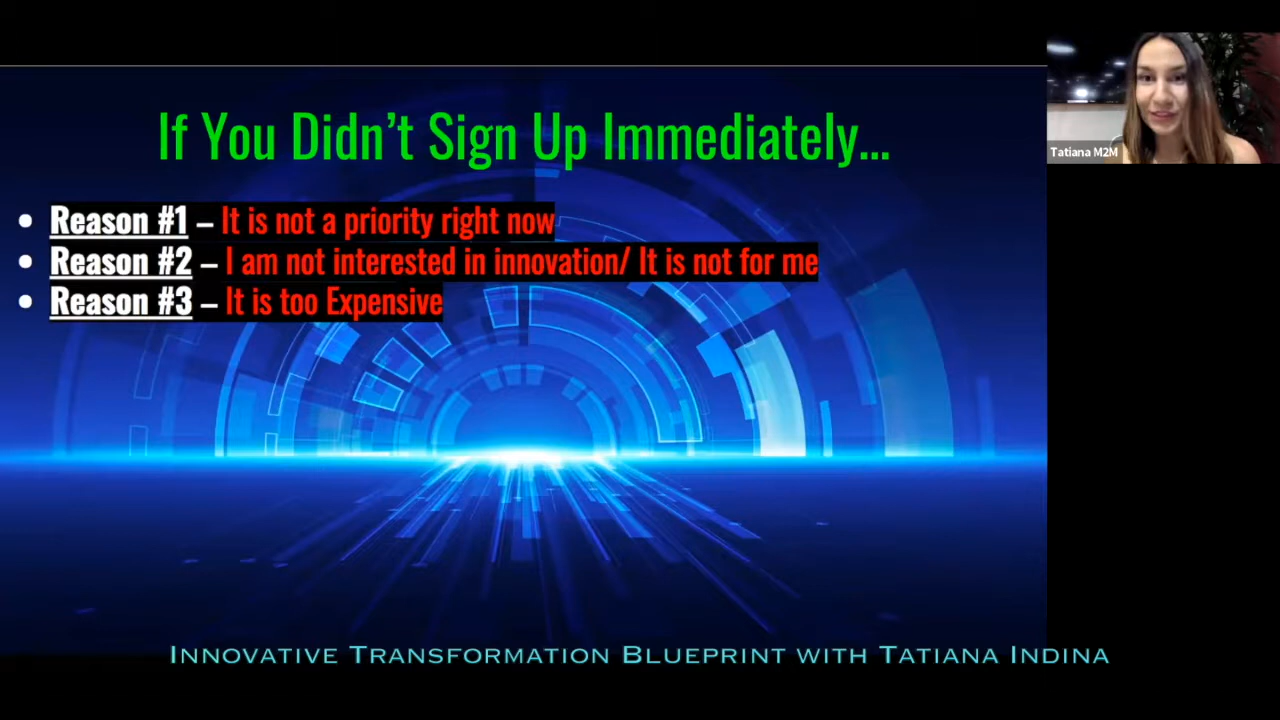 If You Didn’t Sign Up Immediately...
Reason #1 – It is not a priority right now
Reason #2 – I am not interested in innovation/ It is not for me
Reason #3 – It is too Expensive
Tatiana M2M
Innovative Transformation Blueprint with Tatiana Indina